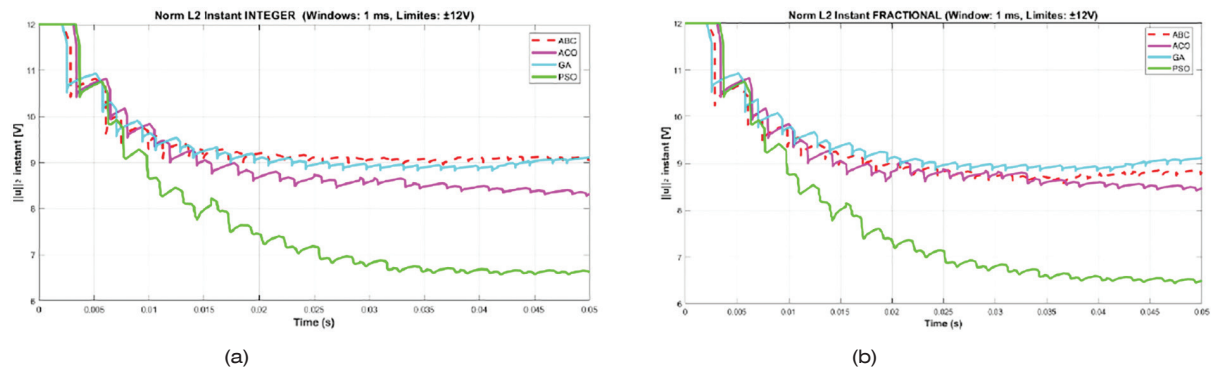 Norm L2 Instant INTEGER (Windows: 1 ms, Limites: ±12V)
12
11
10
9
8
7
6
||u||₂ instant [V]
ABC
ACO
GA
PSO
0
0.005
0.01
0.015
0.02
0.025
0.03
0.035
0.04
0.045
0.05
Time (s)
(a)
Norm L2 Instant FRACTIONAL (Window: 1 ms, Limites: ±12V)
12
11
10
9
8
7
6
||u||₂ instant [V]
ABC
ACO
GA
PSO
0
0.005
0.01
0.015
0.02
0.025
0.03
0.035
0.04
0.045
0.05
Time (s)
(b)